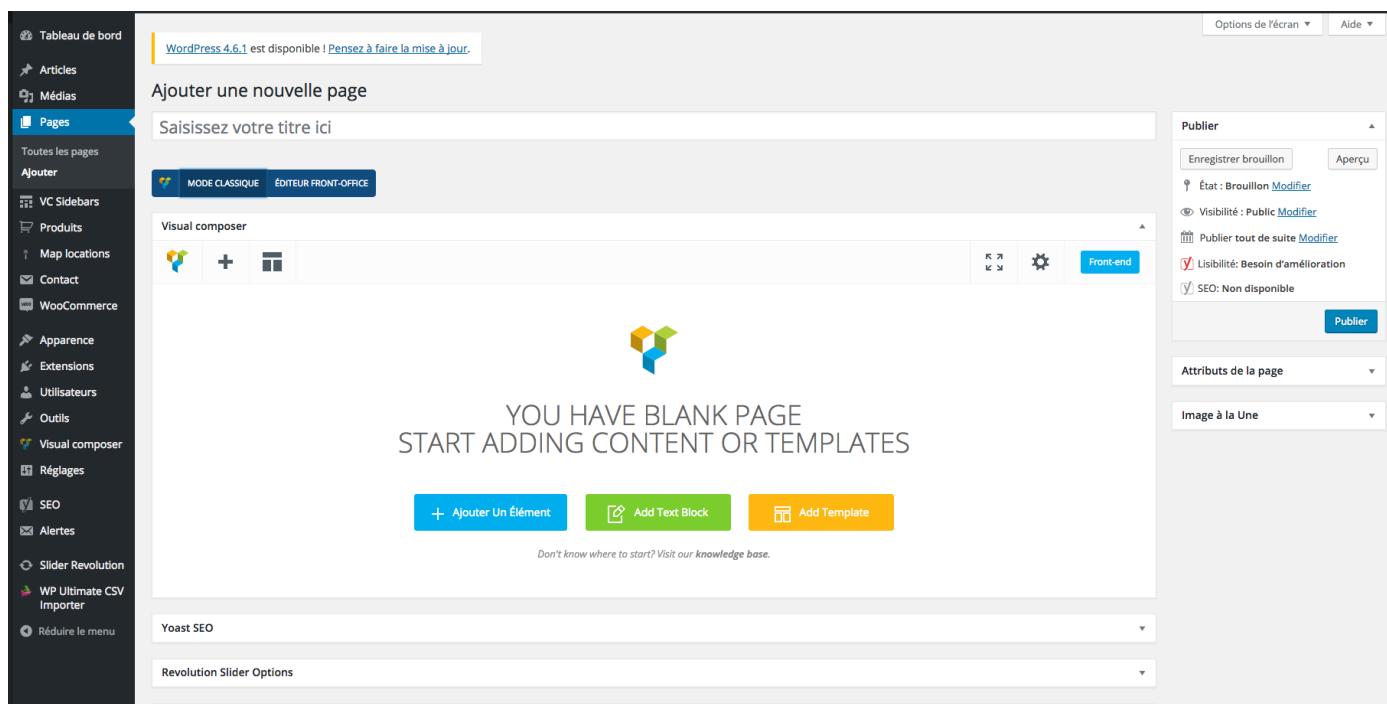 Options de l'écran
Aide
Tableau de bord
Articles
Médias
Pages
Toutes les pages
Ajouter
VC Sidebars
Produits
Map locations
Contact
WooCommerce
Apparence
Extensions
Utilisateurs
Outils
Visual composer
Réglages
SEO
Alertes
Slider Revolution
WP Ultimate CSV
Importer
Réduire le menu
WordPress 4.6.1 est disponible ! Pensez à faire la mise à jour.
Ajouter une nouvelle page
Saisissez votre titre ici
MODE CLASSIQUE
ÉDITEUR FRONT-OFFICE
Visual composer
Front-end
YOU HAVE BLANK PAGE
START ADDING CONTENT OR TEMPLATES
Ajouter Un Élément
Add Text Block
Add Template
Don't know where to start? Visit our knowledge base.
Yoast SEO
Revolution Slider Options
Publier
Enregistrer brouillon
Aperçu
État : Brouillon Modifier
Visibilité : Public Modifier
Publier tout de suite Modifier
Lisibilité: Besoin d'amélioration
SEO: Non disponible
Publier
Attributs de la page
Image à la Une